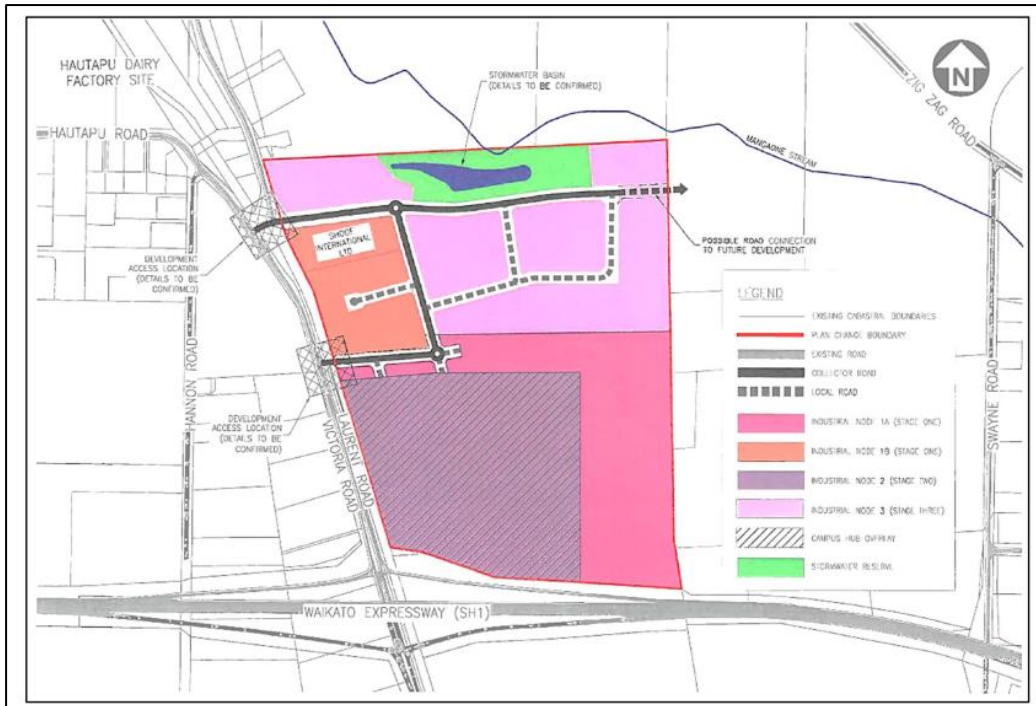 HAUTAPU DAIRY
FACTORY SITE
HAUTAPU ROAD
STORMWATER BASIN
(DETAILS TO BE CONFIRMED)
N
ZIG ZAG ROAD
MANGAONE STREAM
SHOOF
INTERNATIONAL
LTD
DEVELOPMENT
ACCESS LOCATION
(DETAILS TO BE
CONFIRMED)
POSSIBLE ROAD CONNECTION
TO FUTURE DEVELOPMENT
HANNON ROAD
DEVELOPMENT
ACCESS LOCATION
(DETAILS TO BE
CONFIRMED)
LAURENT ROAD
VICTORIA ROAD
SWAYNE ROAD
LEGEND
EXISTING CADASTRAL BOUNDARIES
PLAN CHANGE BOUNDARY
EXISTING ROAD
COLLECTOR ROAD
LOCAL ROAD
INDUSTRIAL NODE 1A (STAGE ONE)
INDUSTRIAL NODE 1B (STAGE ONE)
INDUSTRIAL NODE 2 (STAGE TWO)
INDUSTRIAL NODE 3 (STAGE THREE)
CAMPUS HUB OVERLAY
STORMWATER RESERVE
WAIKATO EXPRESSWAY (SH1)